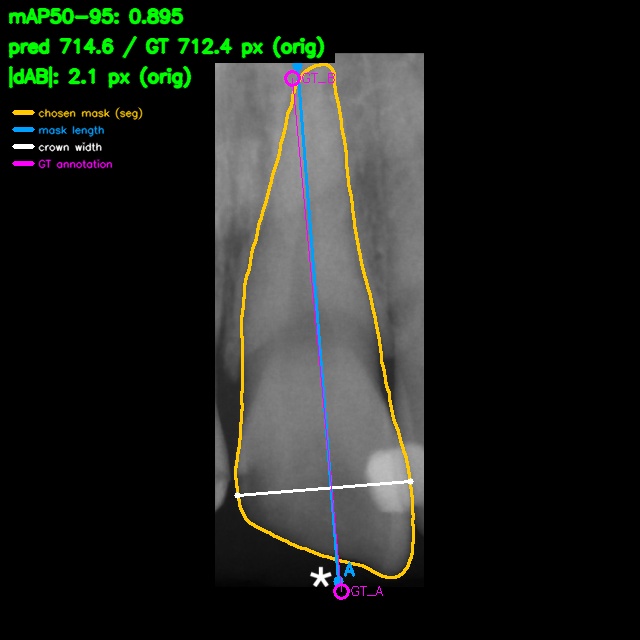 mAP50-95: 0.895
pred 714.6 / GT 712.4 px (orig)
|dAB|: 2.1 px (orig)
chosen mask (seg)
mask length
crown width
GT annotation
GT_B
A
*
GT_A